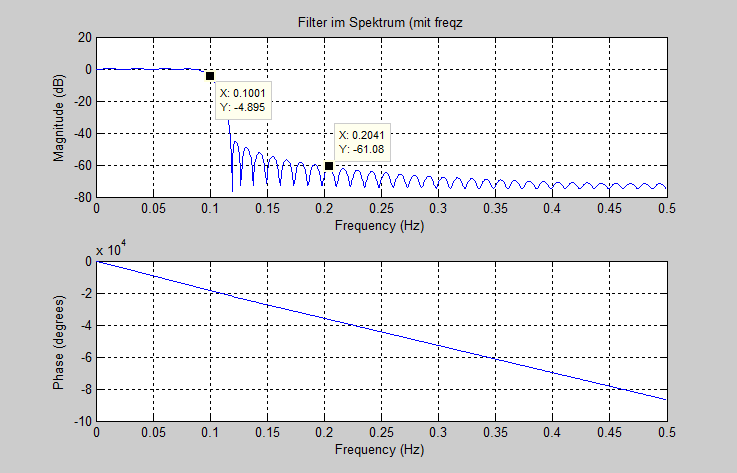 Filter im Spektrum (mit freqz
Magnitude (dB)
20
0
-20
-40
-60
-80
X: 0.1001
Y: -4.895
X: 0.2041
Y: -61.08
0 0.05 0.1 0.15 0.2 0.25 0.3 0.35 0.4 0.45 0.5
Frequency (Hz)
x 10^4
Phase (degrees)
0
-2
-4
-6
-8
-10
0 0.05 0.1 0.15 0.2 0.25 0.3 0.35 0.4 0.45 0.5
Frequency (Hz)